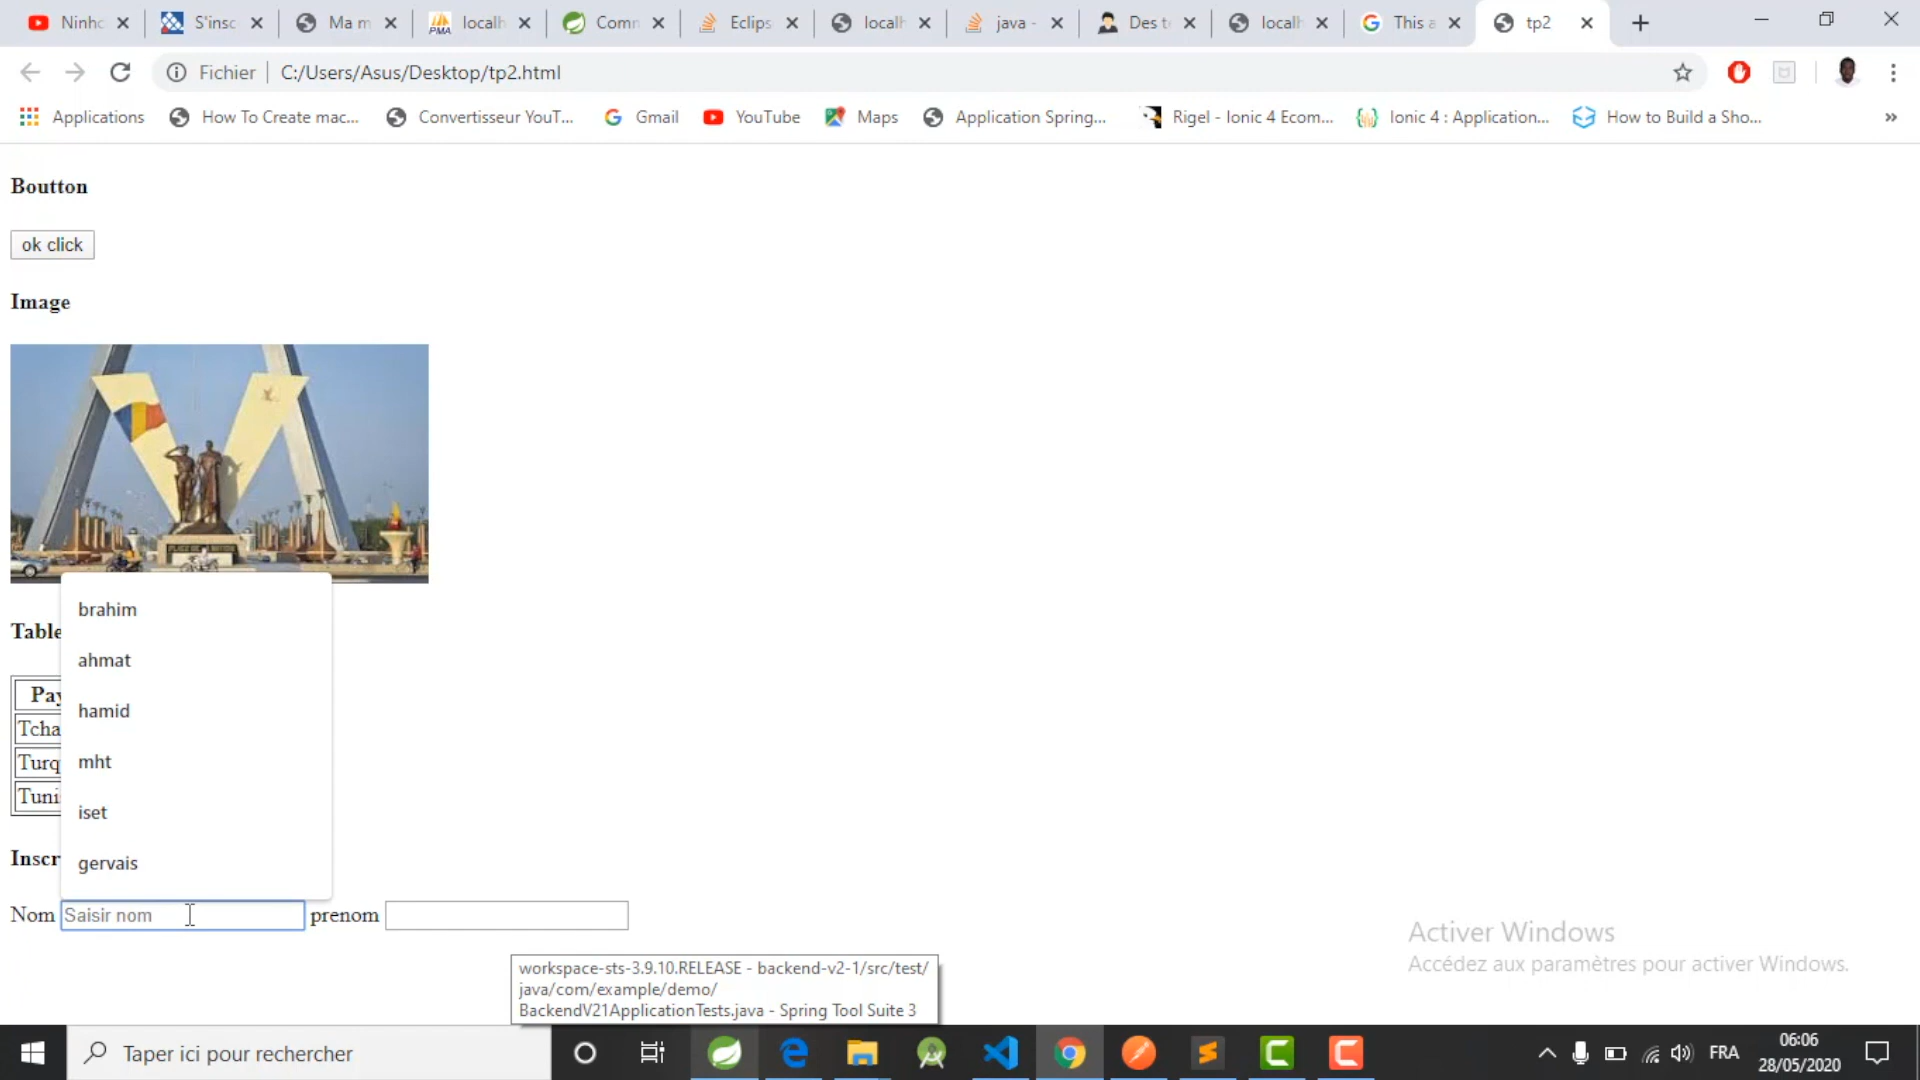 Ninho
S'insc
Ma m
localh
Comm
Eclips
localh
java -
Des t
localh
This a
tp2
Fichier
C:/Users/Asus/Desktop/tp2.html
Applications
How To Create mac...
Convertisseur YouT...
Gmail
YouTube
Maps
Application Spring...
Rigel - Ionic 4 Ecom...
Ionic 4 : Application...
How to Build a Sho...
»
Boutton
ok click
Image
brahim
Table
ahmat
Pay
hamid
Tcha
Turq
mht
Tuni
iset
Inscr
gervais
Nom Saisir nom prenom
Activer Windows
Accédez aux paramètres pour activer Windows.
workspace-sts-3.9.10.RELEASE - backend-v2-1/src/test/
java/com/example/demo/
BackendV21ApplicationTests.java - Spring Tool Suite 3
Taper ici pour rechercher
FRA
06:06
28/05/2020